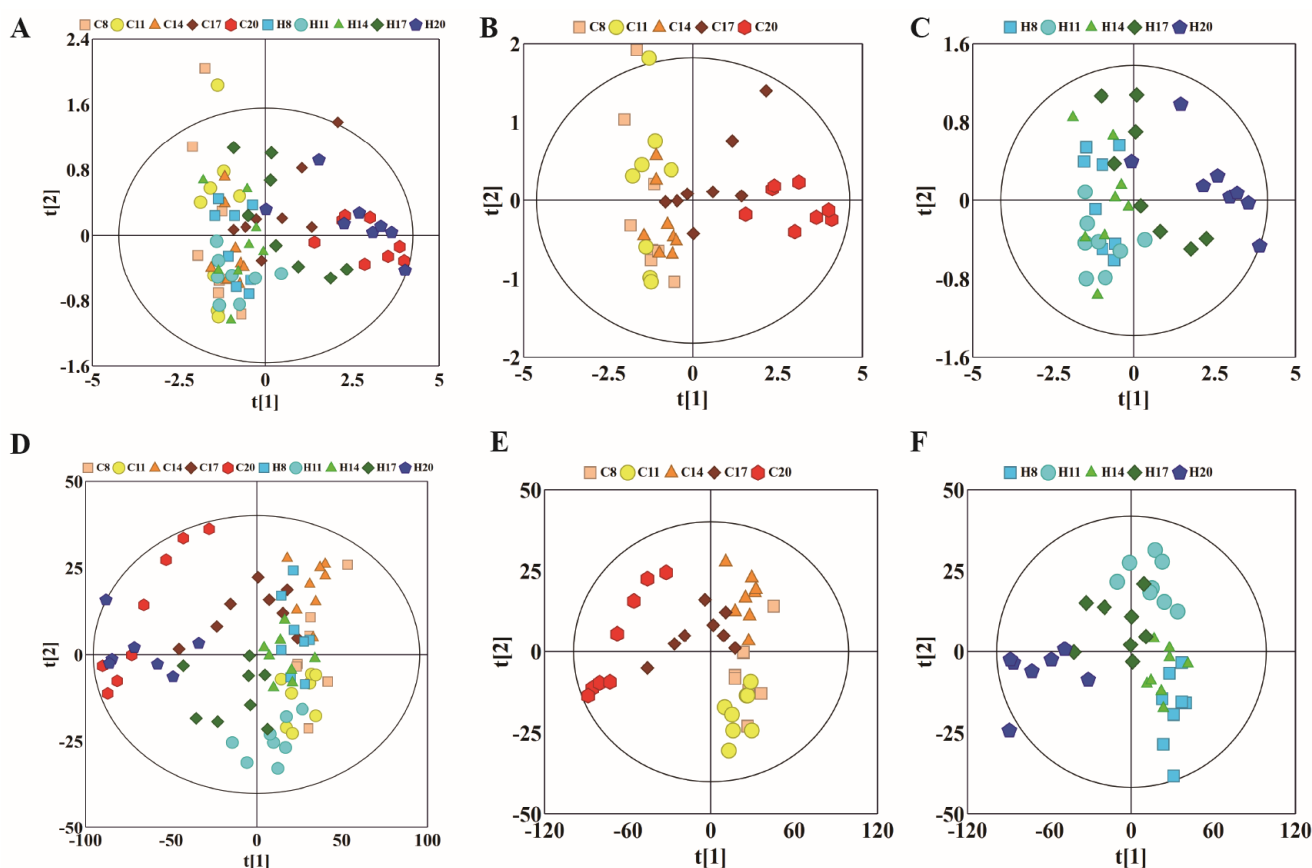 A
C8 C11 C14 C17 C20 H8 H11 H14 H17 H20
2.4
1.6
0.8
0
-0.8
-1.6
t[2]
-5 -2.5 0 2.5 5
t[1]
B
C8 C11 C14 C17 C20
2
1
0
-1
-2
t[2]
-5 -2.5 0 2.5 5
t[1]
C
H8 H11 H14 H17 H20
1.6
0.8
0
-0.8
-1.6
t[2]
-5 -2.5 0 2.5 5
t[1]
D
C8 C11 C14 C17 C20 H8 H11 H14 H17 H20
50
25
0
-25
-50
t[2]
-100 -50 0 50 100
t[1]
E
C8 C11 C14 C17 C20
50
25
0
-25
-50
t[2]
-120 -60 0 60 120
t[1]
F
H8 H11 H14 H17 H20
50
25
0
-25
-50
t[2]
-120 -60 0 60 120
t[1]